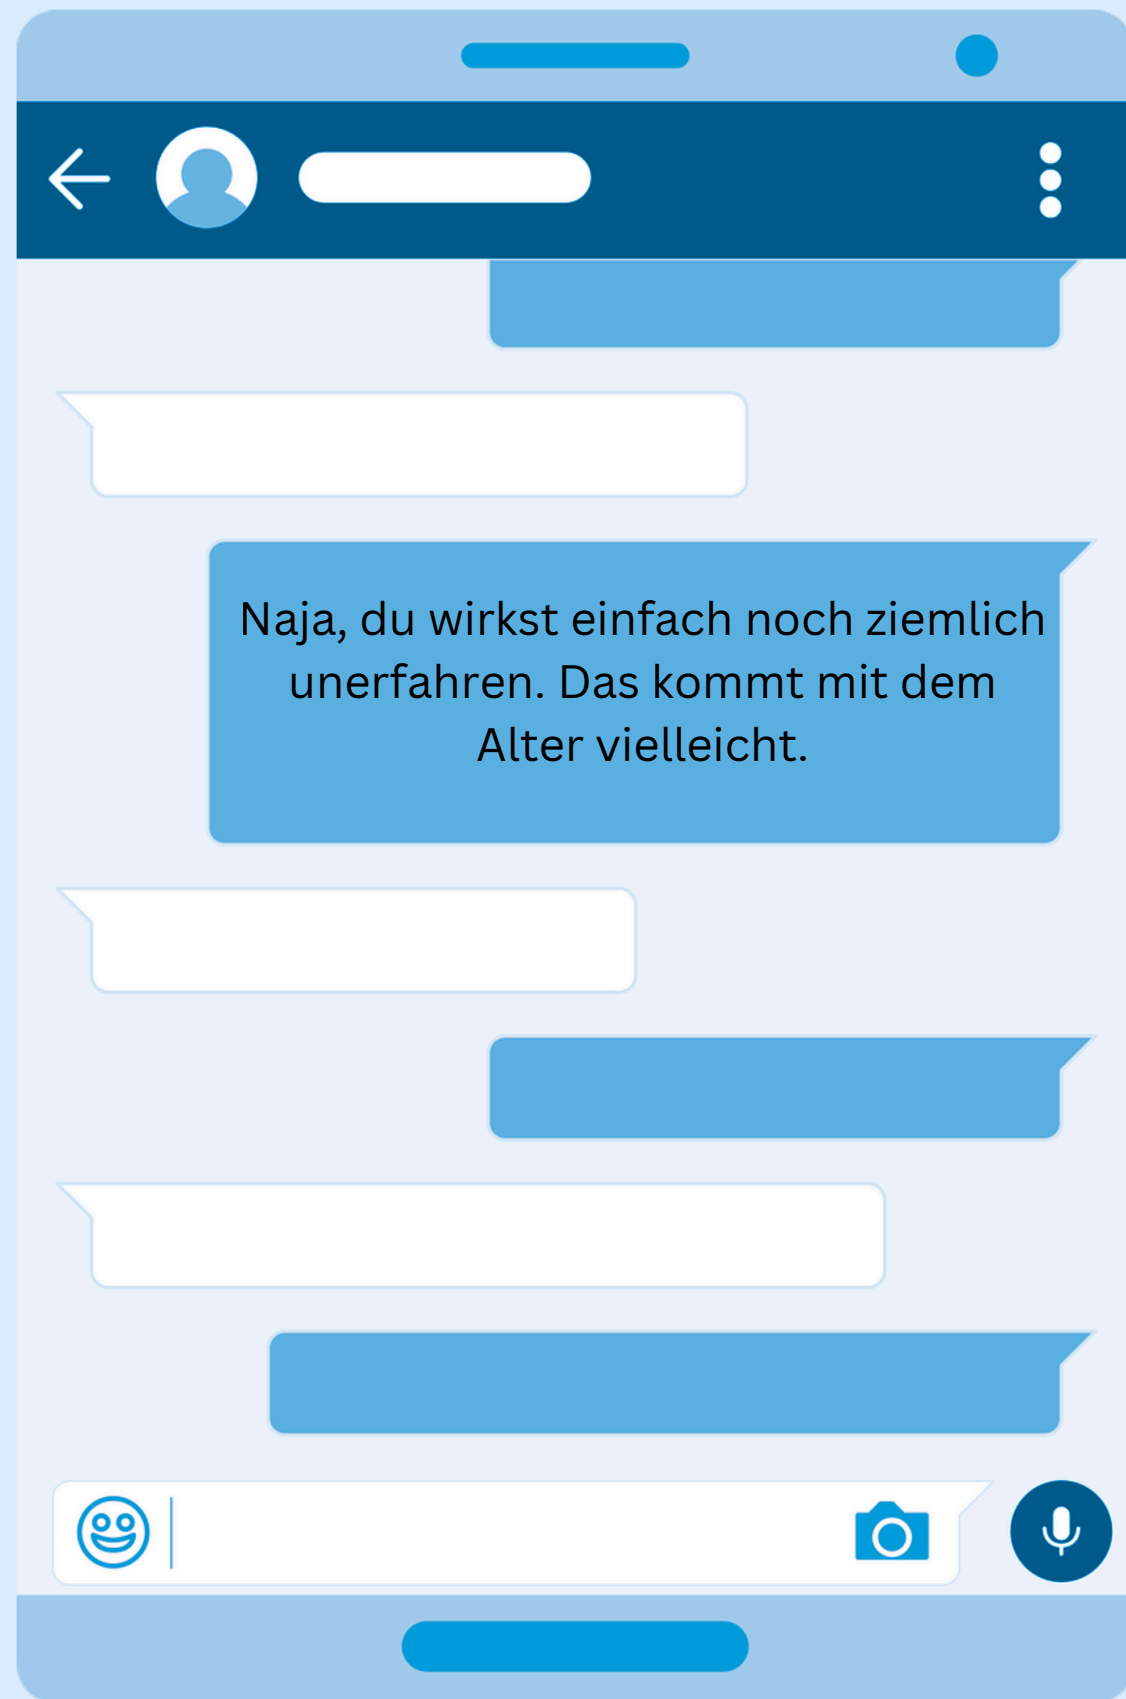 Naja, du wirkst einfach noch ziemlich
unerfahren. Das kommt mit dem
Alter vielleicht.